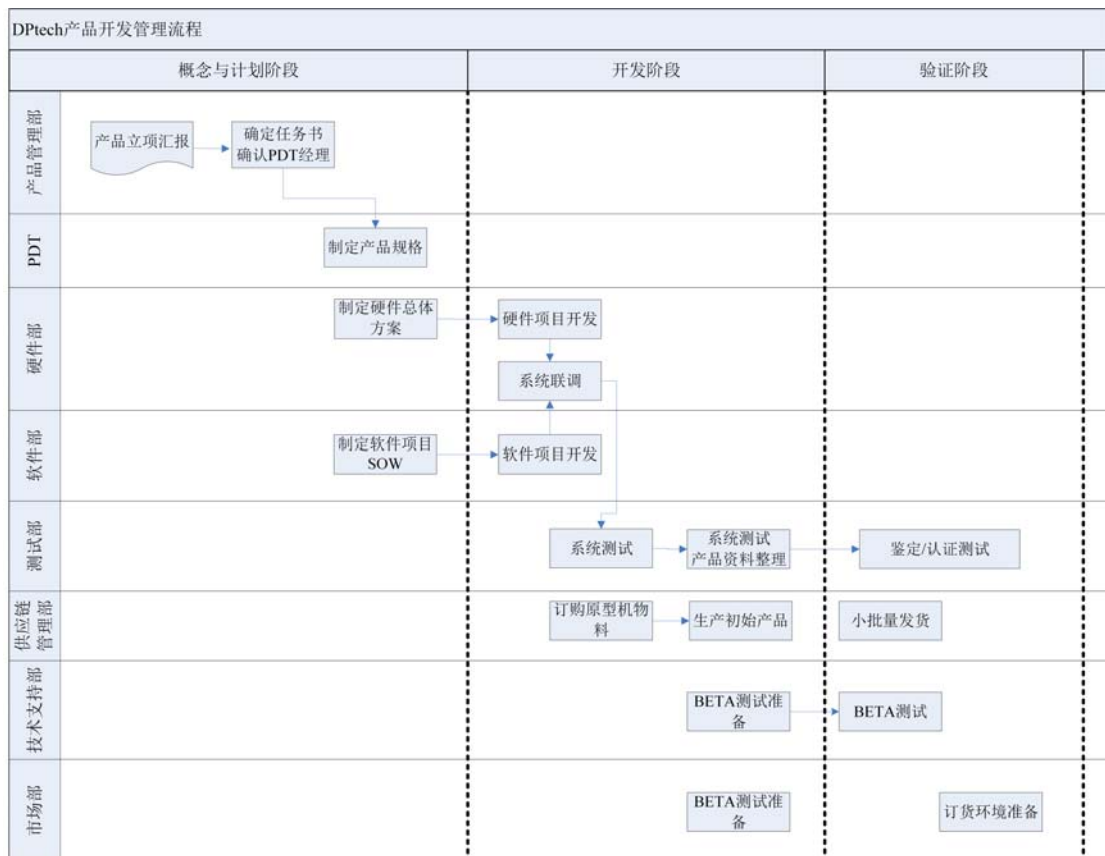 DPtech产品开发管理流程
概念与计划阶段
开发阶段
验证阶段
产品管理部
产品立项汇报
确定任务书
确认PDT经理
PDT
制定产品规格
硬件部
制定硬件总体
方案
硬件项目开发
系统联调
软件部
制定软件项目
SOW
软件项目开发
测试部
系统测试
系统测试
产品资料整理
鉴定/认证测试
供应链
管理部
订购原型机物
料
生产初始产品
小批量发货
技术支持部
BETA测试准
备
BETA测试
市场部
BETA测试准
备
订货环境准备